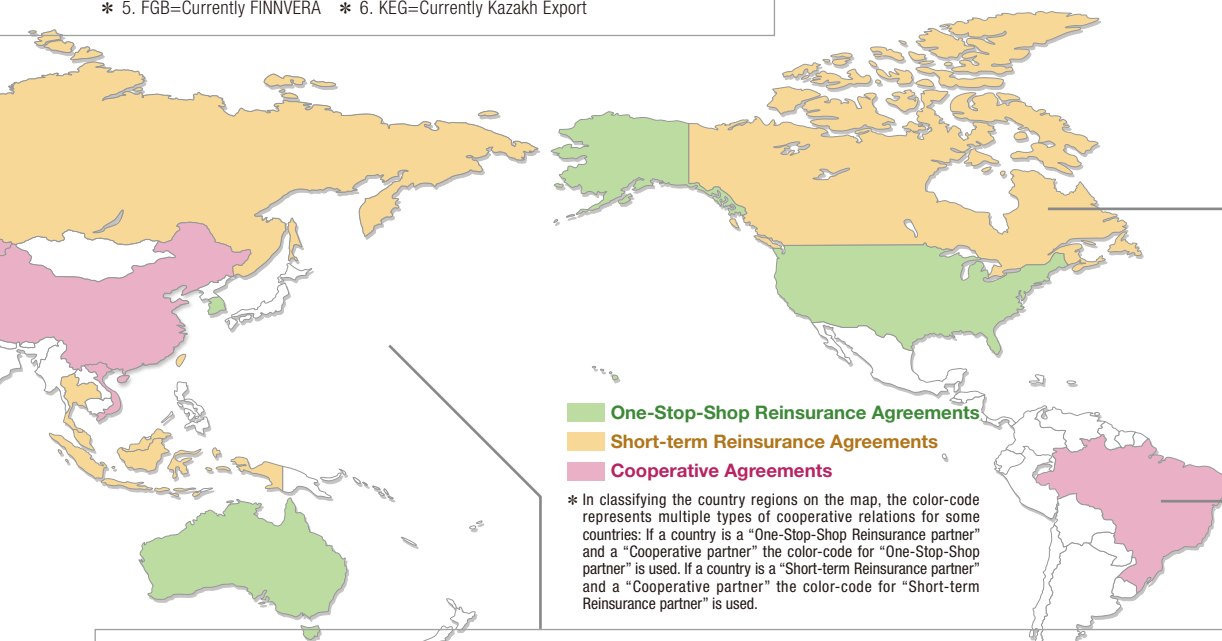 * 5. FGB=Currently FINNVERA * 6. KEG=Currently Kazakh Export
One-Stop-Shop Reinsurance Agreements
Short-term Reinsurance Agreements
Cooperative Agreements
* In classifying the country regions on the map, the color-code
represents multiple types of cooperative relations for some
countries: If a country is a “One-Stop-Shop Reinsurance partner”
and a “Cooperative partner” the color-code for “One-Stop-Shop
partner” is used. If a country is a “Short-term Reinsurance partner”
and a “Cooperative partner” the color-code for “Short-term
Reinsurance partner” is used.